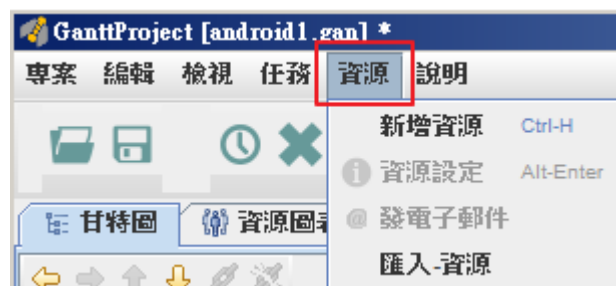 GanttProject [android1.gan] *
專案 編輯 檢視 任務 資源 說明
新增資源 Ctrl-H
資源設定 Alt-Enter
發電子郵件
匯入-資源
甘特圖 資源圖表